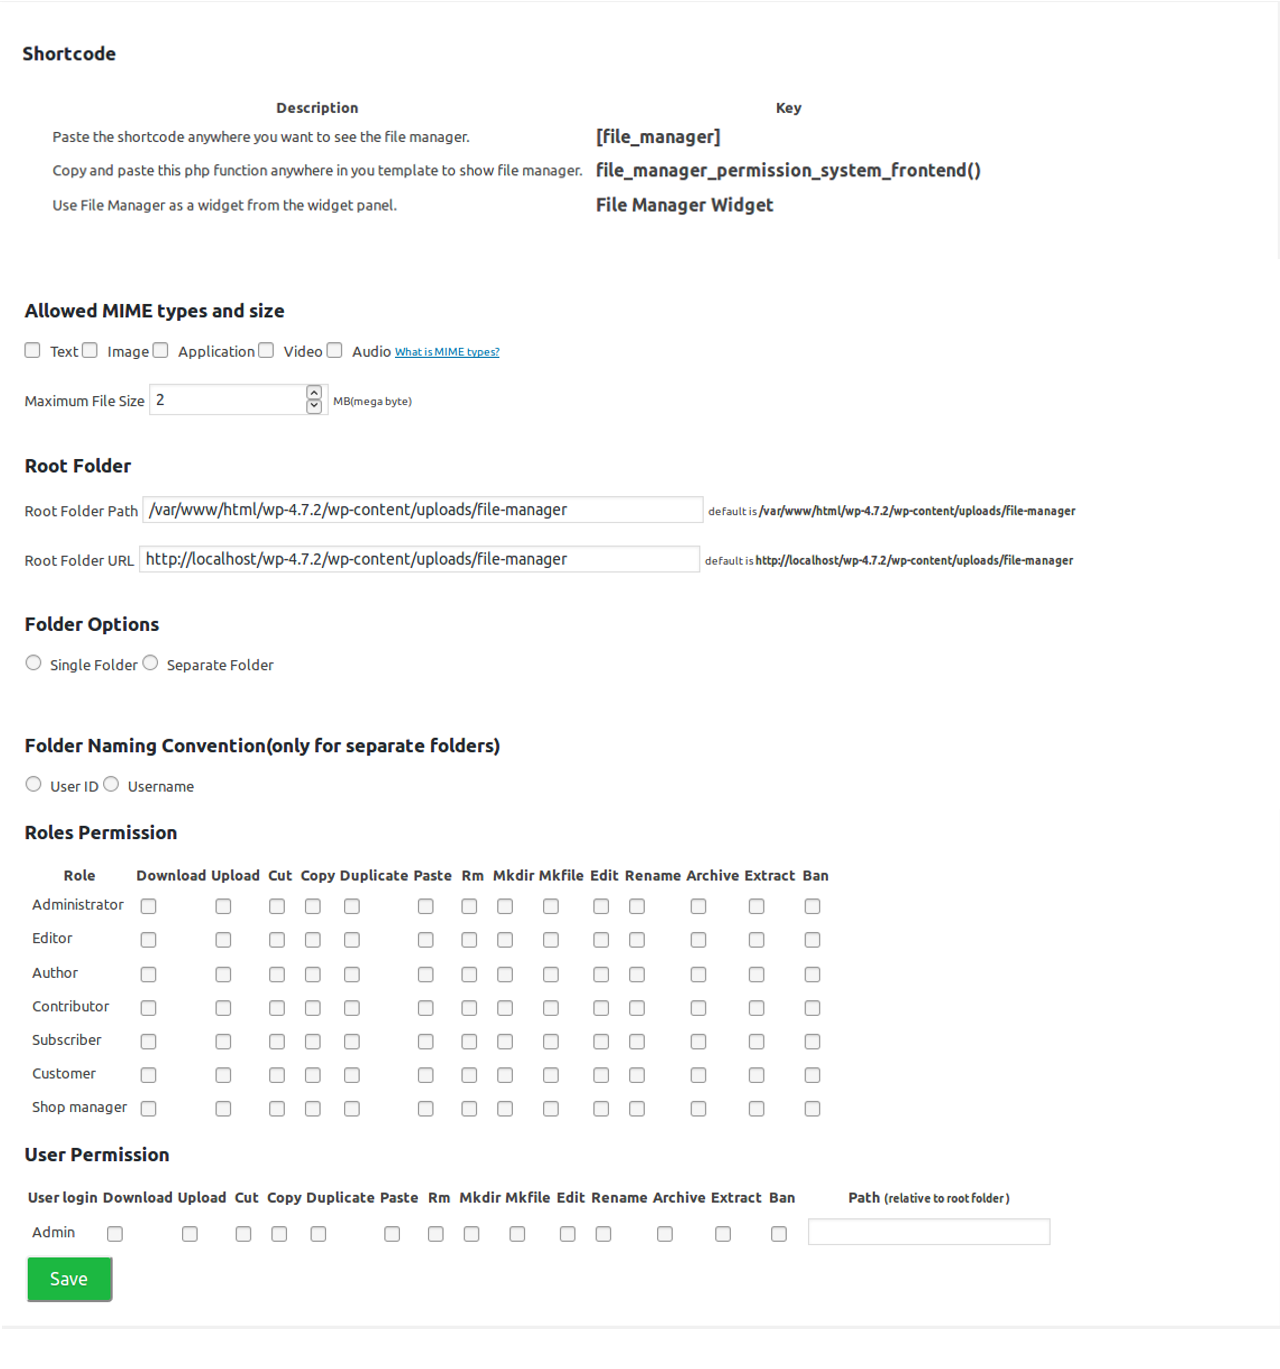 Shortcode
Description Key
Paste the shortcode anywhere you want to see the file manager. [file_manager]
Copy and paste this php function anywhere in you template to show file manager. file_manager_permission_system_frontend()
Use File Manager as a widget from the widget panel. File Manager Widget
Allowed MIME types and size
Text Image Application Video Audio What is MIME types?
Maximum File Size 2 MB(mega byte)
Root Folder
Root Folder Path /var/www/html/wp-4.7.2/wp-content/uploads/file-manager default is /var/www/html/wp-4.7.2/wp-content/uploads/file-manager
Root Folder URL http://localhost/wp-4.7.2/wp-content/uploads/file-manager default is http://localhost/wp-4.7.2/wp-content/uploads/file-manager
Folder Options
Single Folder Separate Folder
Folder Naming Convention(only for separate folders)
User ID Username
Roles Permission
Role Download Upload Cut Copy Duplicate Paste Rm Mkdir Mkfile Edit Rename Archive Extract Ban
Administrator
Editor
Author
Contributor
Subscriber
Customer
Shop manager
User Permission
User login Download Upload Cut Copy Duplicate Paste Rm Mkdir Mkfile Edit Rename Archive Extract Ban Path (relative to root folder )
Admin
Save